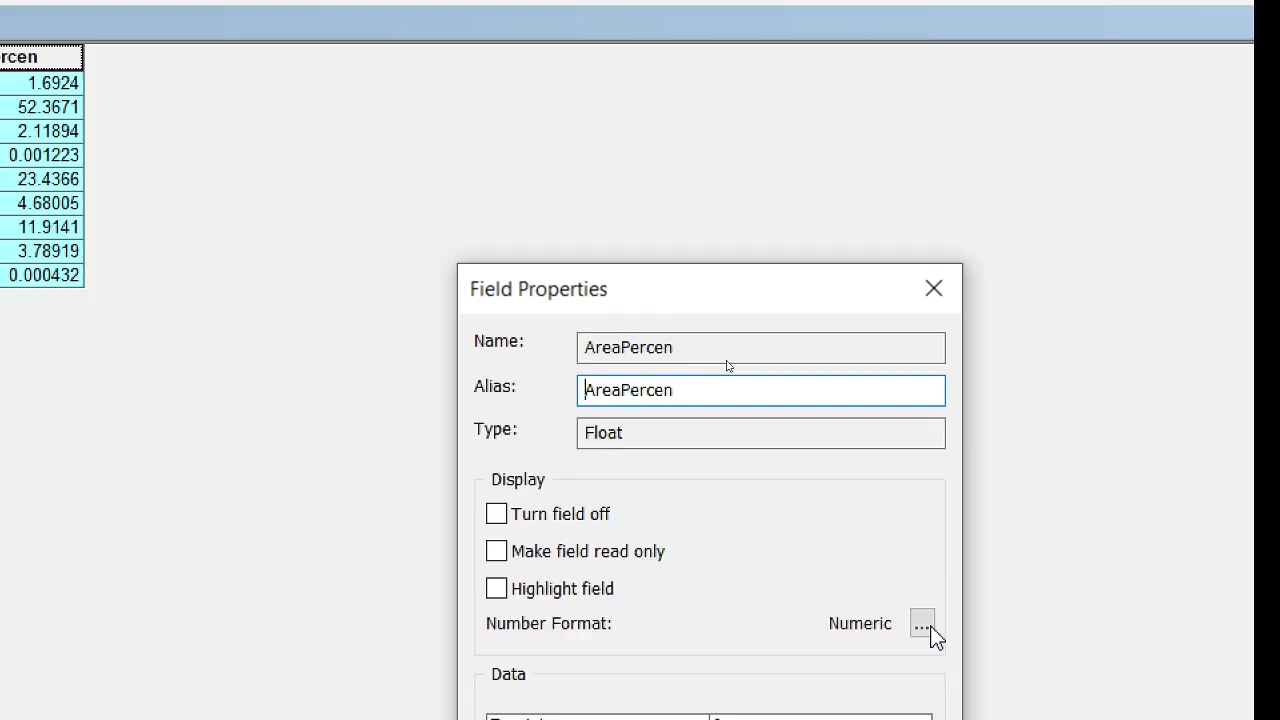 rcen
1.6924
52.3671
2.11894
0.001223
23.4366
4.68005
11.9141
3.78919
0.000432
Field Properties
Name: AreaPercen
Alias: AreaPercen
Type: Float
Display
Turn field off
Make field read only
Highlight field
Number Format: Numeric ...
Data